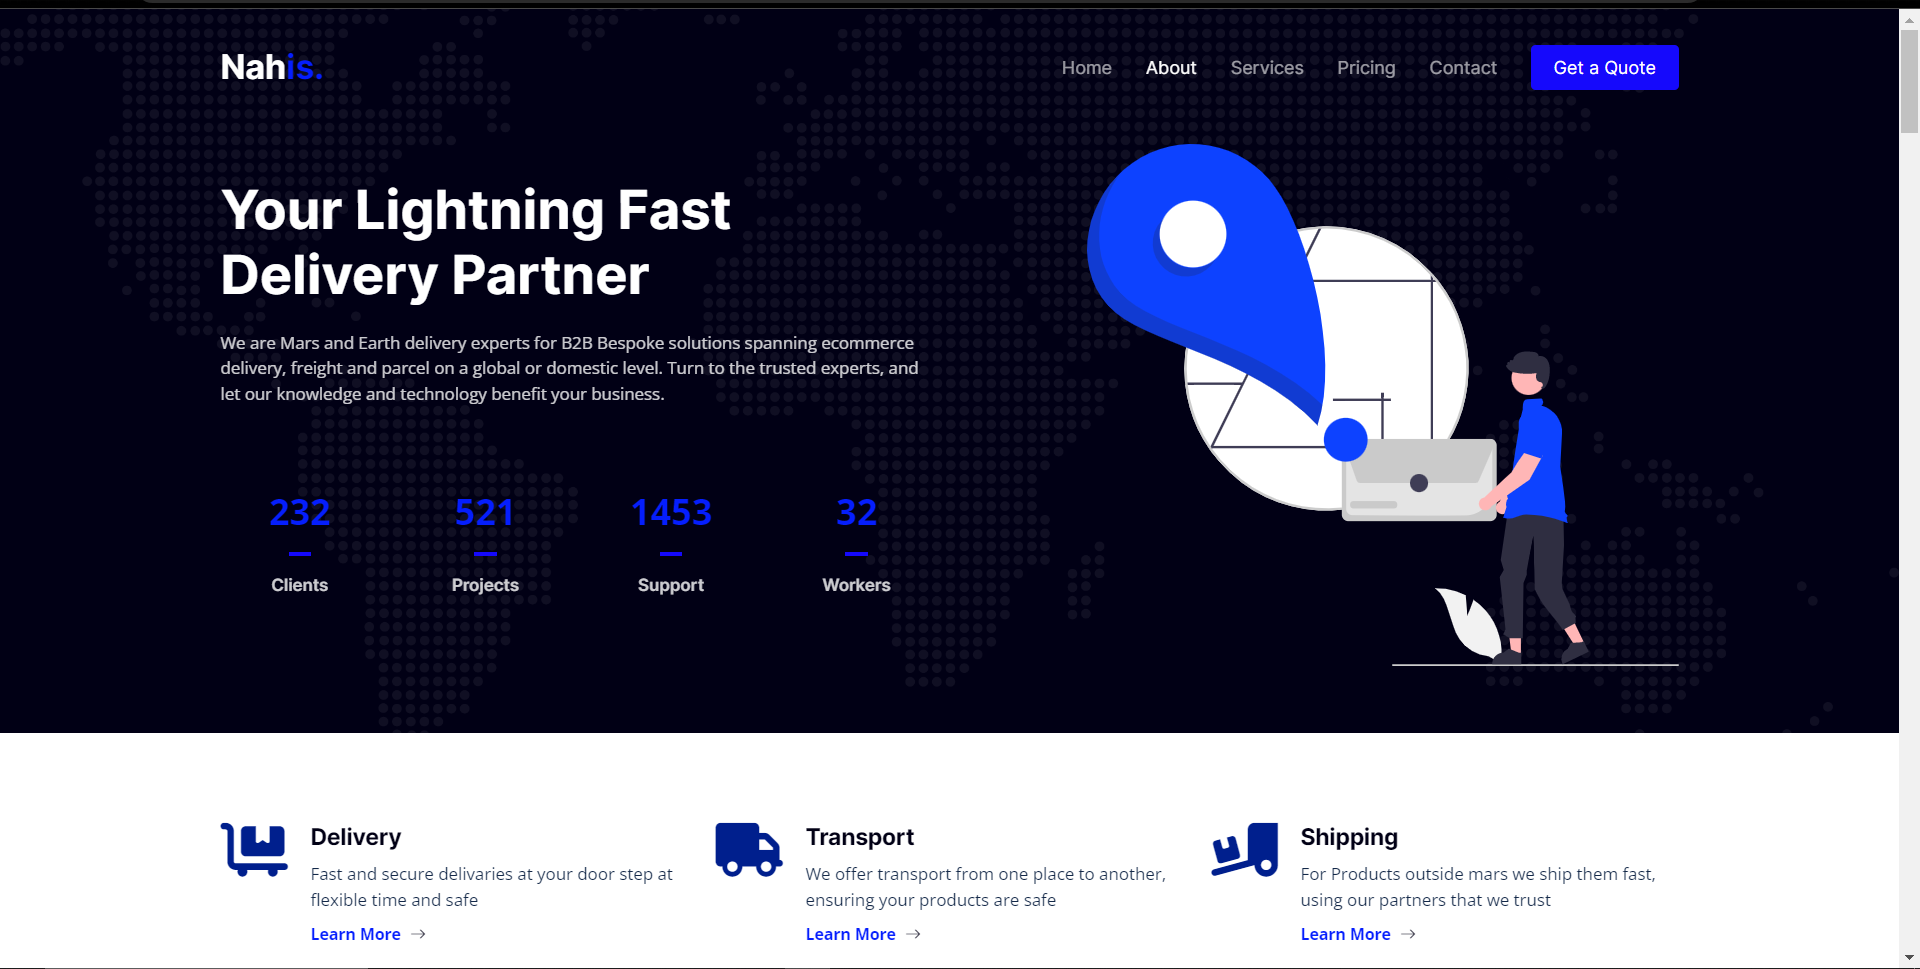 Nahis.
Home About Services Pricing Contact Get a Quote
Your Lightning Fast
Delivery Partner
We are Mars and Earth delivery experts for B2B Bespoke solutions spanning ecommerce
delivery, freight and parcel on a global or domestic level. Turn to the trusted experts, and
let our knowledge and technology benefit your business.
232 521 1453 32
Clients Projects Support Workers
Delivery
Fast and secure delivaries at your door step at
flexible time and safe
Learn More
Transport
We offer transport from one place to another,
ensuring your products are safe
Learn More
Shipping
For Products outside mars we ship them fast,
using our partners that we trust
Learn More